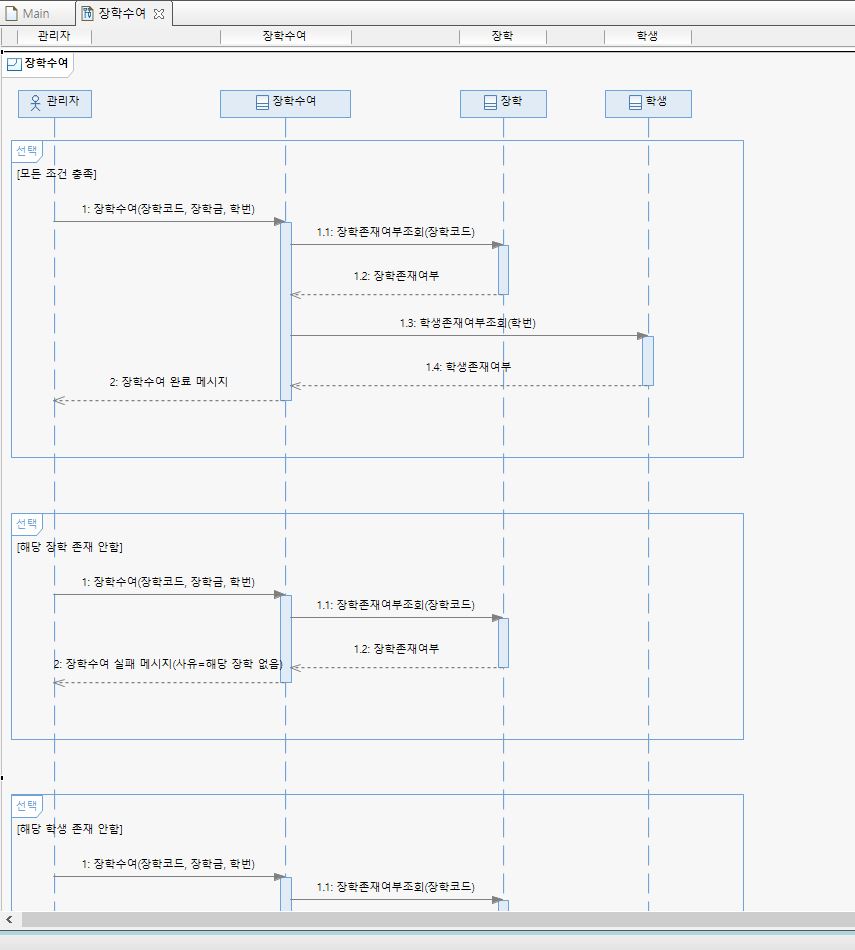 Main
장학수여
관리자 장학수여 장학 학생
장학수여
관리자 장학수여 장학 학생
선택
[모든 조건 충족]
1: 장학수여(장학코드, 장학금, 학번)
1.1: 장학존재여부조회(장학코드)
1.2: 장학존재여부
1.3: 학생존재여부조회(학번)
1.4: 학생존재여부
2: 장학수여 완료 메시지
선택
[해당 장학 존재 안함]
1: 장학수여(장학코드, 장학금, 학번)
1.1: 장학존재여부조회(장학코드)
1.2: 장학존재여부
2: 장학수여 실패 메시지(사유=해당 장학 없음)
선택
[해당 학생 존재 안함]
1: 장학수여(장학코드, 장학금, 학번)
1.1: 장학존재여부조회(장학코드)